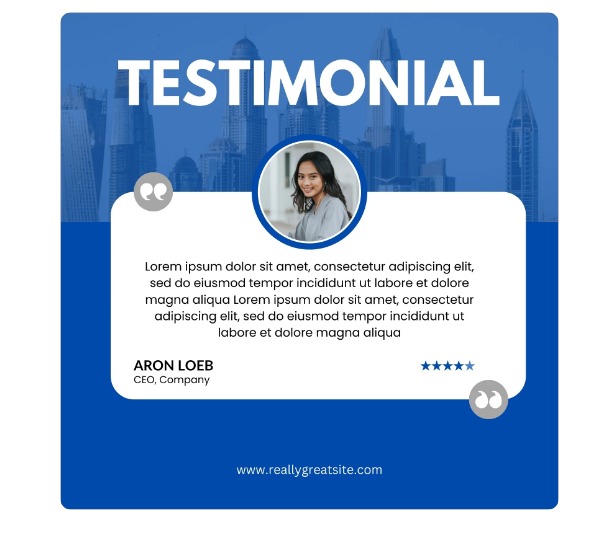 TESTIMONIAL
Lorem ipsum dolor sit amet, consectetur adipiscing elit,
sed do eiusmod tempor incididunt ut labore et dolore
magna aliqua Lorem ipsum dolor sit amet, consectetur
adipiscing elit, sed do eiusmod tempor incididunt ut
labore et dolore magna aliqua
ARON LOEB
CEO, Company
www.reallygreatsite.com